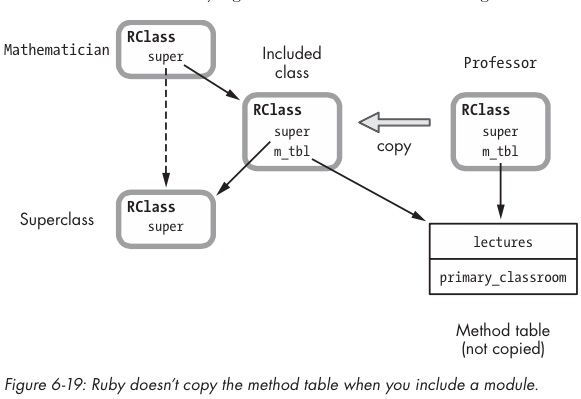 Mathematician
RClass
super
Included
class
Professor
RClass
super
m_tbl
copy
RClass
super
m_tbl
Superclass
RClass
super
lectures
primary_classroom
Method table
(not copied)
Figure 6-19: Ruby doesn't copy the method table when you include a module.